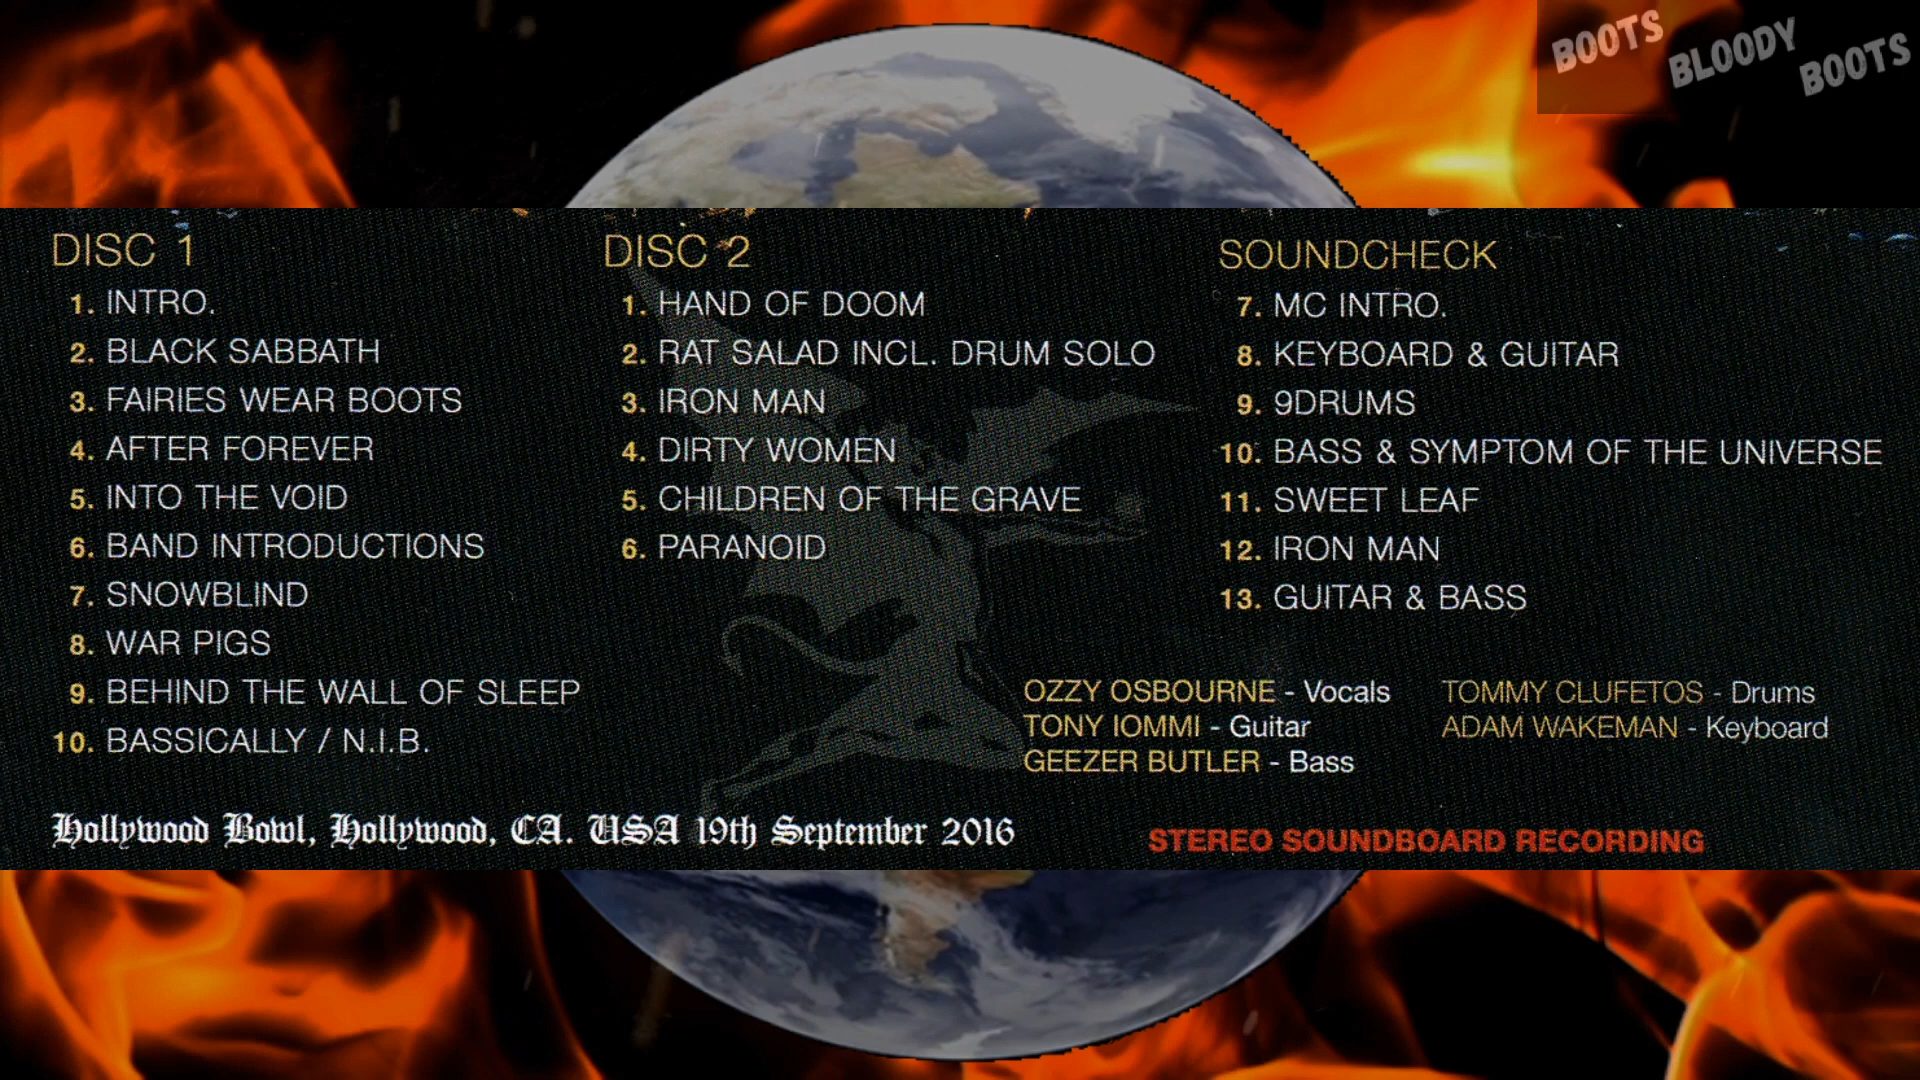 BOOTS BLOODY BOOTS
DISC 1
1. INTRO.
2. BLACK SABBATH
3. FAIRIES WEAR BOOTS
4. AFTER FOREVER
5. INTO THE VOID
6. BAND INTRODUCTIONS
7. SNOWBLIND
8. WAR PIGS
9. BEHIND THE WALL OF SLEEP
10. BASSICALLY / N.I.B.
DISC 2
1. HAND OF DOOM
2. RAT SALAD INCL. DRUM SOLO
3. IRON MAN
4. DIRTY WOMEN
5. CHILDREN OF THE GRAVE
6. PARANOID
SOUNDCHECK
7. MC INTRO.
8. KEYBOARD & GUITAR
9. 9DRUMS
10. BASS & SYMPTOM OF THE UNIVERSE
11. SWEET LEAF
12. IRON MAN
13. GUITAR & BASS
OZZY OSBOURNE - Vocals
TONY IOMMI - Guitar
GEEZER BUTLER - Bass
TOMMY CLUFETOS - Drums
ADAM WAKEMAN - Keyboard
Hollywood Bowl, Hollywood, CA. USA 19th September 2016
STEREO SOUNDBOARD RECORDING